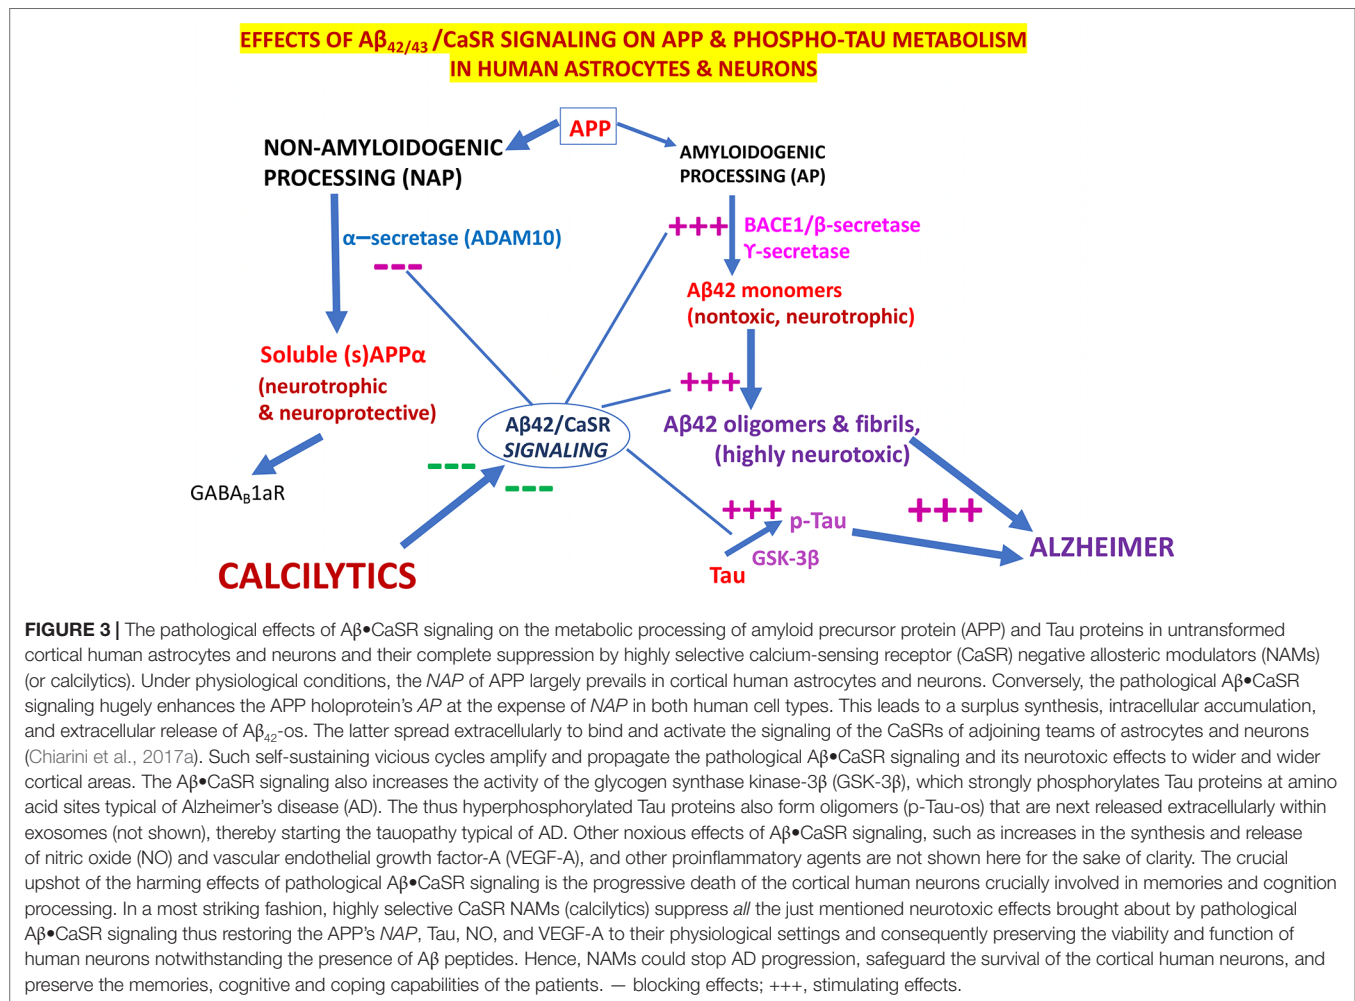 EFFECTS OF Aβ42/43 /CaSR SIGNALING ON APP & PHOSPHO-TAU METABOLISM
IN HUMAN ASTROCYTES & NEURONS
APP
NON-AMYLOIDOGENIC
PROCESSING (NAP)
AMYLOIDOGENIC
PROCESSING (AP)
α–secretase (ADAM10)
---
+++
BACE1/β-secretase
ϒ-secretase
Aβ42 monomers
(nontoxic, neurotrophic)
Soluble (s)APPα
(neurotrophic
& neuroprotective)
+++
Aβ42/CaSR
SIGNALING
Aβ42 oligomers & fibrils,
(highly neurotoxic)
---
---
GABAB1aR
+++
p-Tau
GSK-3β
Tau
+++
ALZHEIMER
CALCILYTICS
FIGURE 3 | The pathological effects of Aβ•CaSR signaling on the metabolic processing of amyloid precursor protein (APP) and Tau proteins in untransformed
cortical human astrocytes and neurons and their complete suppression by highly selective calcium-sensing receptor (CaSR) negative allosteric modulators (NAMs)
(or calcilytics). Under physiological conditions, the NAP of APP largely prevails in cortical human astrocytes and neurons. Conversely, the pathological Aβ•CaSR
signaling hugely enhances the APP holoprotein's AP at the expense of NAP in both human cell types. This leads to a surplus synthesis, intracellular accumulation,
and extracellular release of Aβ42-os. The latter spread extracellularly to bind and activate the signaling of the CaSRs of adjoining teams of astrocytes and neurons
(Chiarini et al., 2017a). Such self-sustaining vicious cycles amplify and propagate the pathological Aβ•CaSR signaling and its neurotoxic effects to wider and wider
cortical areas. The Aβ•CaSR signaling also increases the activity of the glycogen synthase kinase-3β (GSK-3β), which strongly phosphorylates Tau proteins at amino
acid sites typical of Alzheimer's disease (AD). The thus hyperphosphorylated Tau proteins also form oligomers (p-Tau-os) that are next released extracellularly within
exosomes (not shown), thereby starting the tauopathy typical of AD. Other noxious effects of Aβ•CaSR signaling, such as increases in the synthesis and release
of nitric oxide (NO) and vascular endothelial growth factor-A (VEGF-A), and other proinflammatory agents are not shown here for the sake of clarity. The crucial
upshot of the harming effects of pathological Aβ•CaSR signaling is the progressive death of the cortical human neurons crucially involved in memories and cognition
processing. In a most striking fashion, highly selective CaSR NAMs (calcilytics) suppress all the just mentioned neurotoxic effects brought about by pathological
Aβ•CaSR signaling thus restoring the APP's NAP, Tau, NO, and VEGF-A to their physiological settings and consequently preserving the viability and function of
human neurons notwithstanding the presence of Aβ peptides. Hence, NAMs could stop AD progression, safeguard the survival of the cortical human neurons, and
preserve the memories, cognitive and coping capabilities of the patients. — blocking effects; +++, stimulating effects.